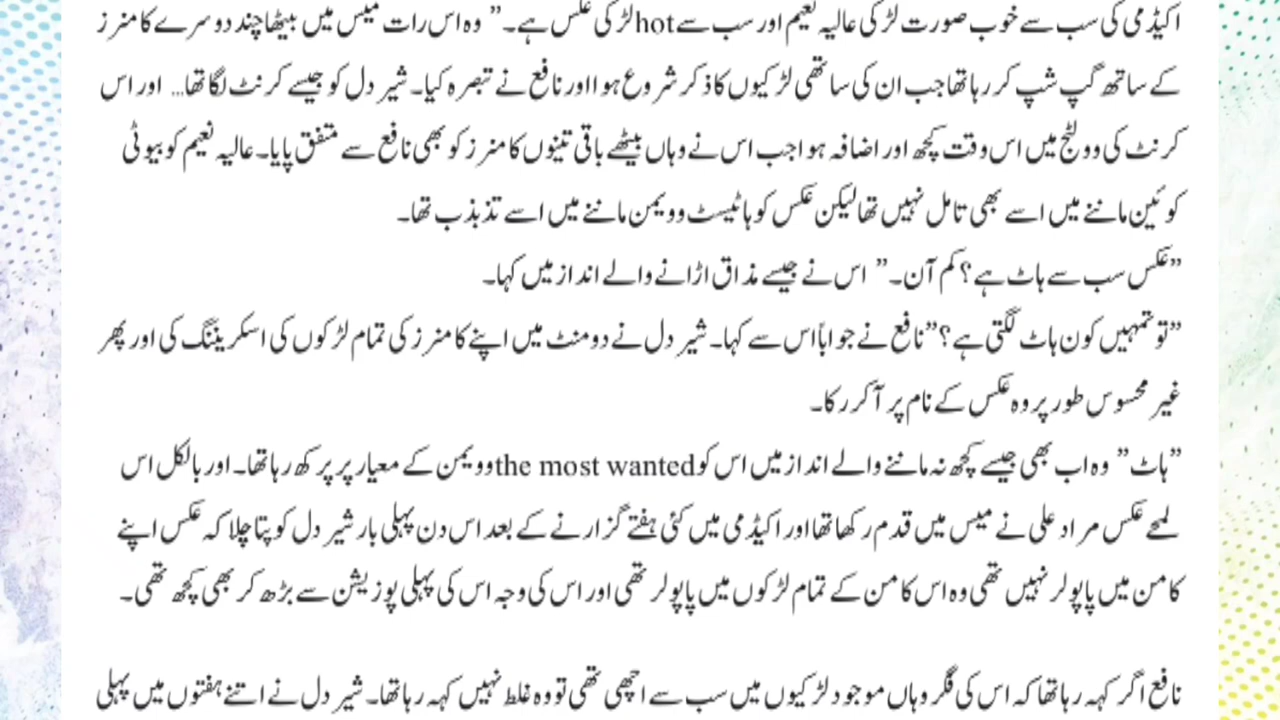 اکیڈمی کی سب سے خوب صورت لڑکی عالیہ نعیم اور سب سے hot لڑکی عکس ہے۔” وہ اس رات میس میں بیٹھا چند دوسرے کامنرز
کے ساتھ گپ شپ کر رہا تھا جب ان کی ساتھی لڑکیوں کا ذکر شروع ہوا اور نافع نے تبصرہ کیا۔ شیر دل کو جیسے کرنٹ لگا تھا… اور اس
کرنٹ کی وولٹیج میں اس وقت کچھ اور اضافہ ہوا جب اس نے وہاں بیٹھے باقی تینوں کامنرز کو بھی نافع سے متفق پایا۔ عالیہ نعیم کو بیوٹی
کوئین ماننے میں اسے بھی تامل نہیں تھا لیکن عکس کو ہاٹیسٹ وویمن ماننے میں اسے تذبذب تھا۔
”عکس سب سے ہاٹ ہے؟ کم آن۔” اس نے جیسے مذاق اڑانے والے انداز میں کہا۔
”تو تمہیں کون ہاٹ لگتی ہے؟” نافع نے جواباً اس سے کہا۔ شیر دل نے دو منٹ میں اپنے کامنرز کی تمام لڑکوں کی اسکریننگ کی اور پھر
غیر محسوس طور پر وہ عکس کے نام پر آکر رکا۔
”ہاٹ” وہ اب بھی جیسے کچھ نہ ماننے والے انداز میں اس کو the most wanted وویمن کے معیار پر پرکھ رہا تھا۔ اور بالکل اس
لمحے عکس مراد علی نے میس میں قدم رکھا تھا اور اکیڈمی میں کئی ہفتے گزارنے کے بعد اس دن پہلی بار شیر دل کو پتا چلا کہ عکس اپنے
کامن میں پاپولر نہیں تھی وہ اس کامن کے تمام لڑکوں میں پاپولر تھی اور اس کی وجہ اس کی پہلی پوزیشن سے بڑھ کر بھی کچھ تھی۔
نافع اگر کہہ رہا تھا کہ اس کی فگر وہاں موجود لڑکیوں میں سب سے اچھی تھی تو وہ غلط نہیں کہہ رہا تھا۔ شیر دل نے اتنے ہفتوں میں پہلی